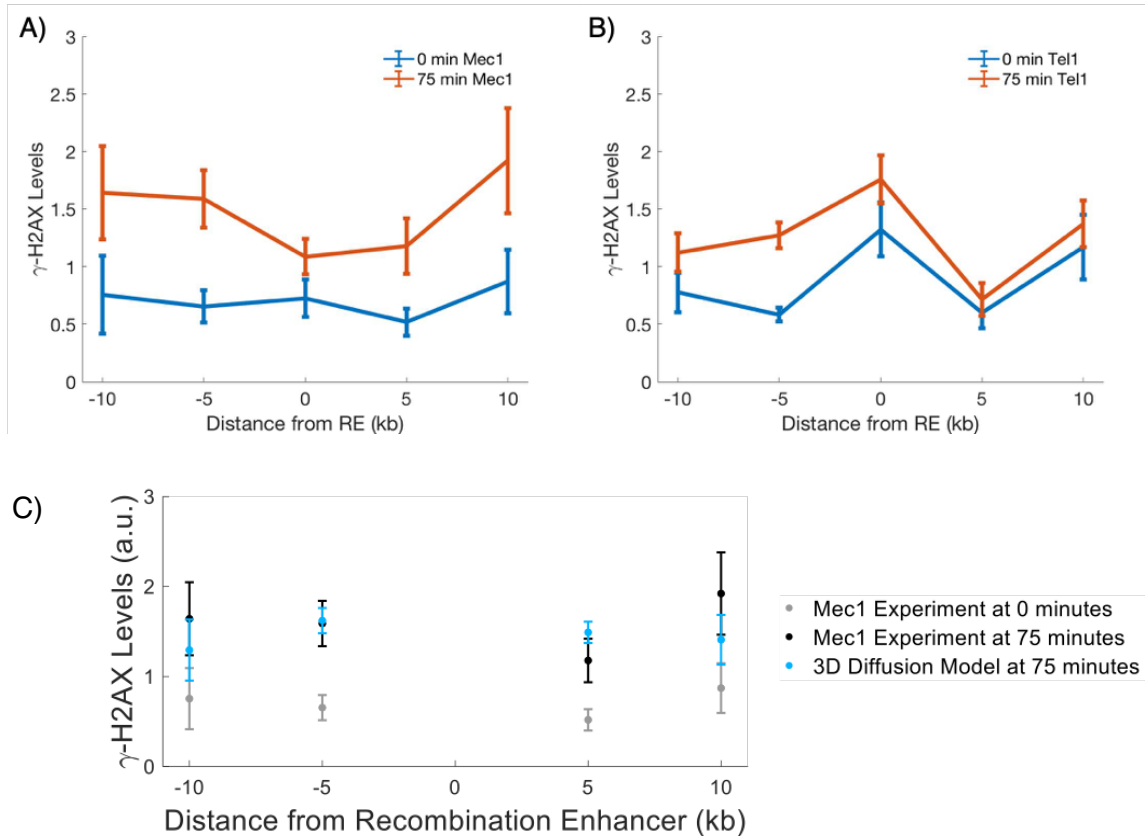 A)
3
2.5
2
1.5
1
0.5
0
γ-H2AX Levels
0 min Mec1
75 min Mec1
-10
-5
0
5
10
Distance from RE (kb)
B)
3
2.5
2
1.5
1
0.5
0
γ-H2AX Levels
0 min Tel1
75 min Tel1
-10
-5
0
5
10
Distance from RE (kb)
C)
3
2
1
0
γ-H2AX Levels (a.u.)
-10
-5
0
5
10
Distance from Recombination Enhancer (kb)
Mec1 Experiment at 0 minutes
Mec1 Experiment at 75 minutes
3D Diffusion Model at 75 minutes